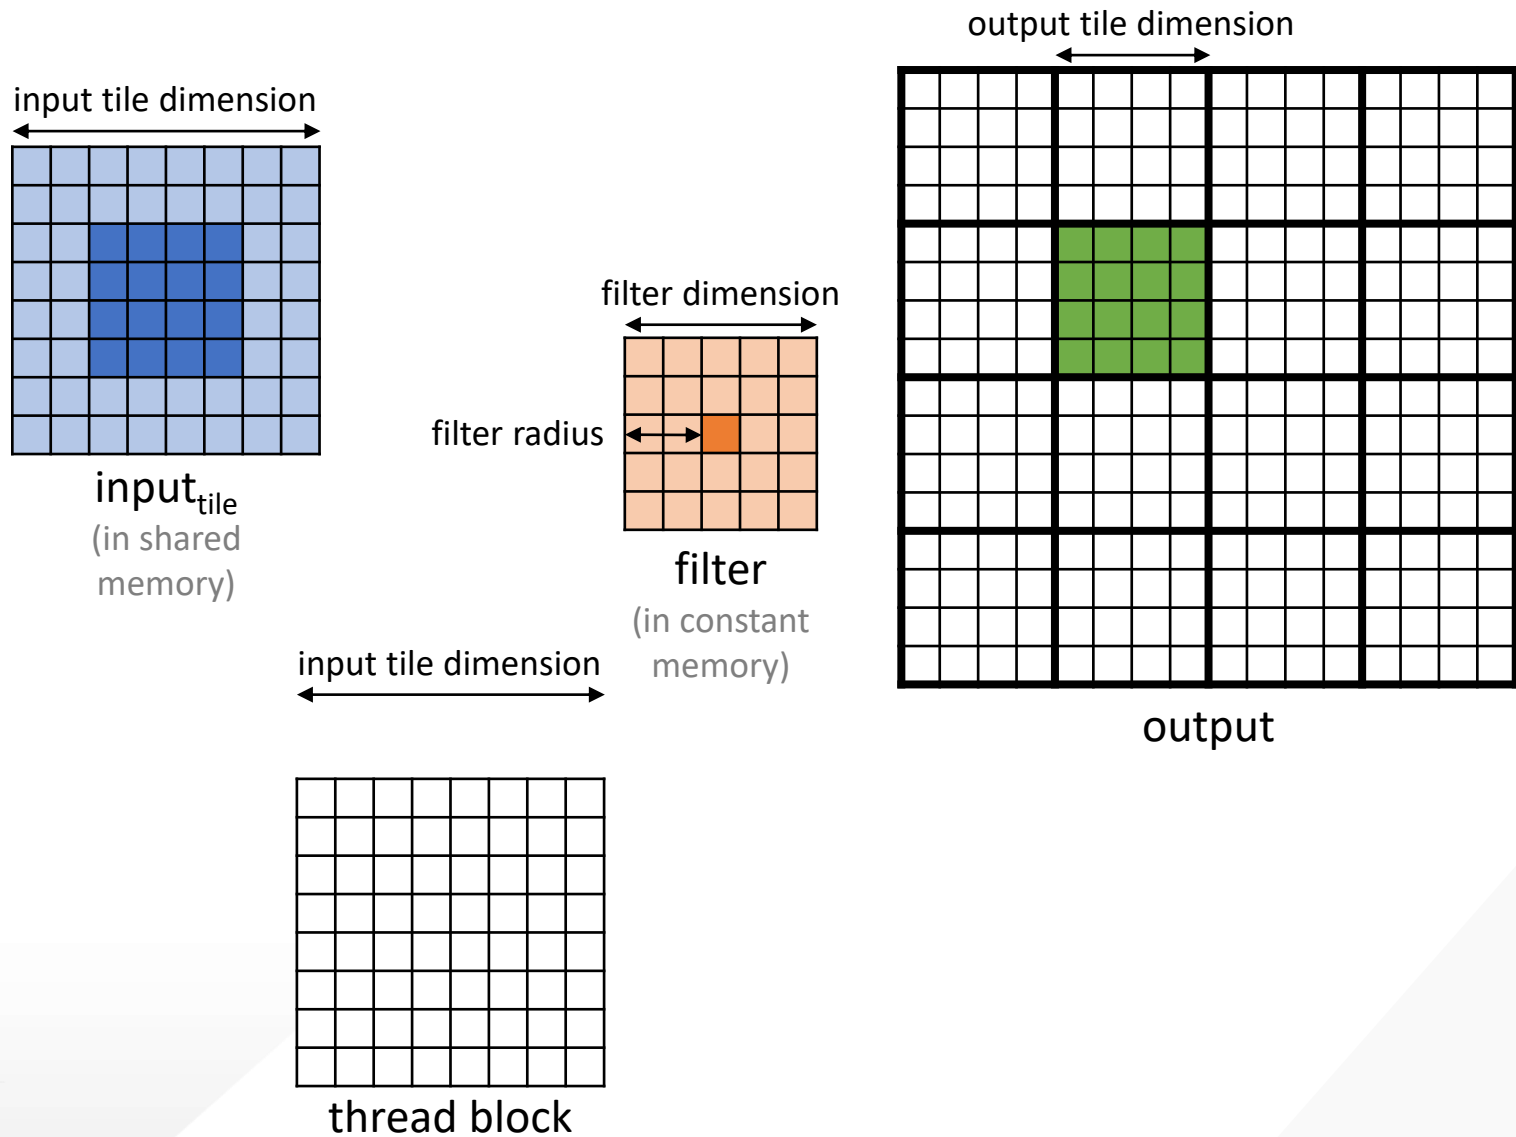 output tile dimension
input tile dimension
filter dimension
filter radius
input tile
(in shared
memory)
filter
(in constant
memory)
input tile dimension
output
thread block